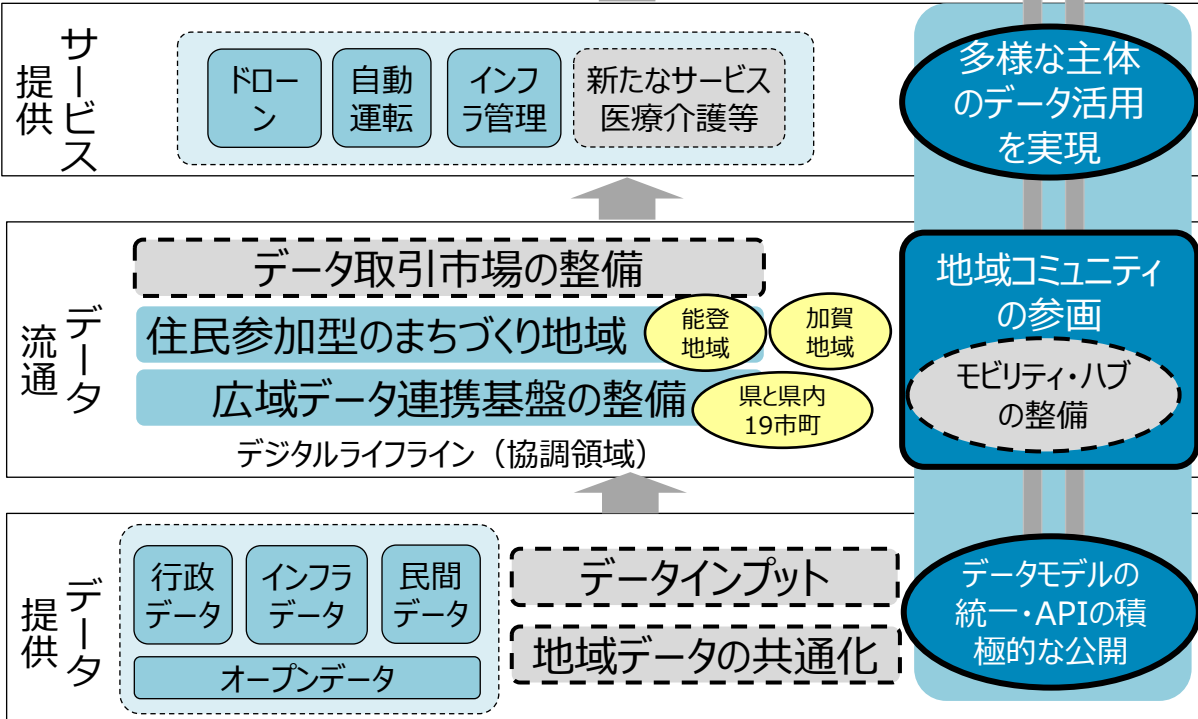 サービス
提供
ドロー
ン
自動
運転
インフ
ラ管理
新たなサービス
医療介護等
多様な主体
のデータ活用
を実現
データ
流通
データ取引市場の整備
住民参加型のまちづくり地域
能登
地域
加賀
地域
広域データ連携基盤の整備
県と県内
19市町
デジタルライフライン（協調領域）
地域コミュニティ
の参画
モビリティ・ハブ
の整備
データ
提供
行政
データ
インフラ
データ
民間
データ
オープンデータ
データインプット
地域データの共通化
データモデルの
統一・APIの積
極的な公開